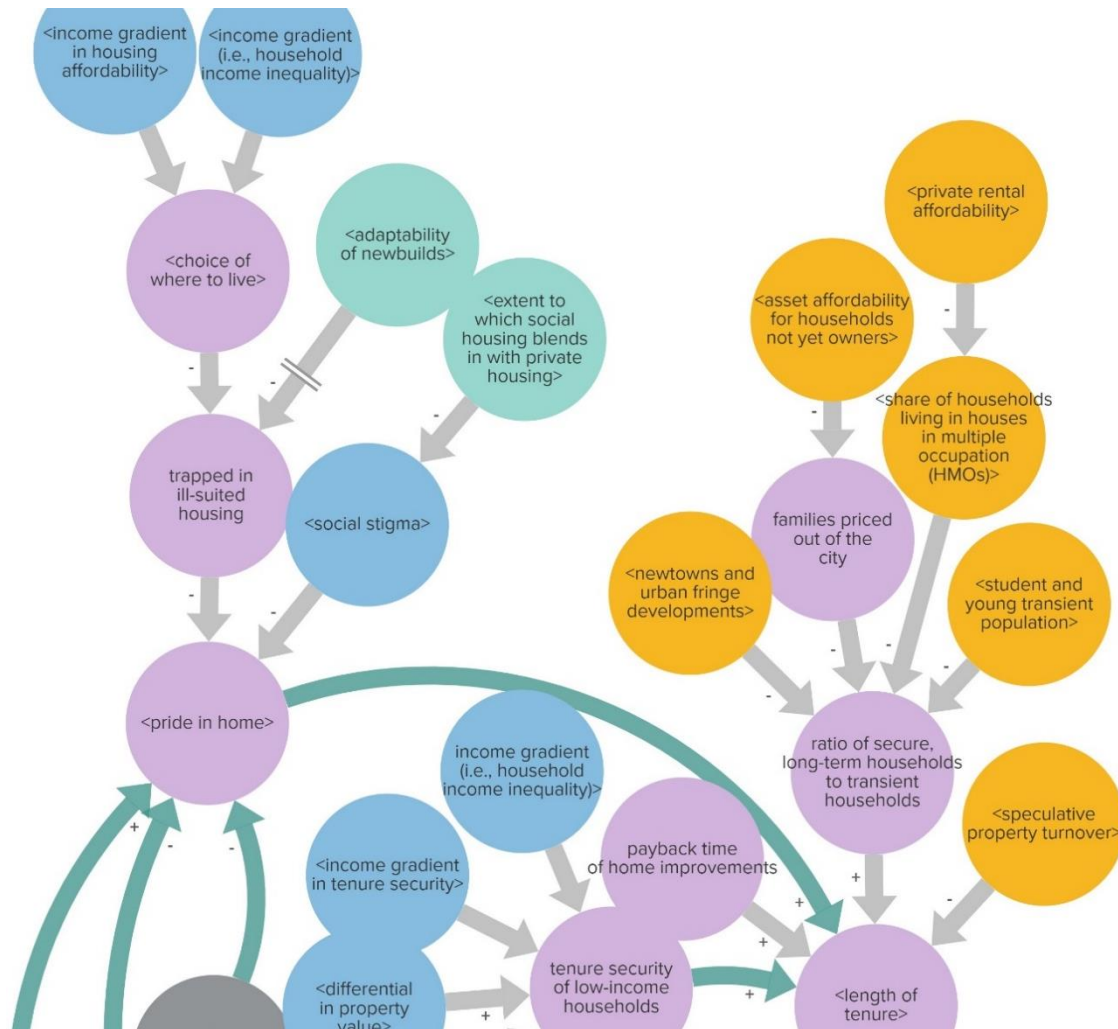 <income gradient
in housing
affordability>
<income gradient
(i.e., household
income inequality)>
<private rental
affordability>
<adaptability
of newbuilds>
<choice of
where to live>
<extent to
which social
housing blends
in with private
housing>
<asset affordability
for households
not yet owners>
-
-
-
-
-
<share of households
living in houses
in multiple
occupation
(HMOs)>
trapped in
ill-suited
housing
<social stigma>
families priced
out of the
city
<newtowns and
urban fringe
developments>
<student and
young transient
population>
-
-
-
-
-
-
<pride in home>
ratio of secure,
long-term households
to transient
households
income gradient
(i.e., household
income inequality)>
<speculative
property turnover>
+
-
-
payback time
of home improvements
<income gradient
in tenure security>
+
+
-
+
tenure security
of low-income
households
<length of
tenure>
<differential
in property
value>
+
+